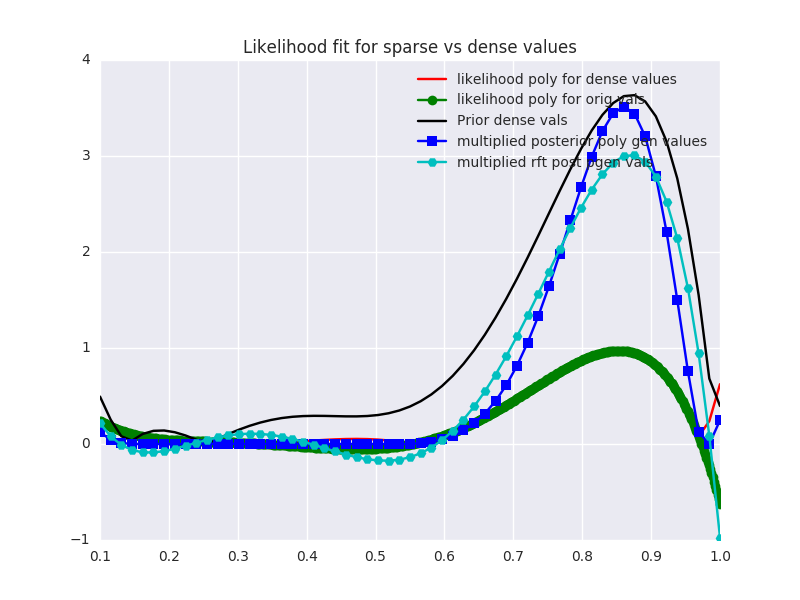 Likelihood fit for sparse vs dense values
4
3
2
1
0
−1
likelihood poly for dense values
likelihood poly for orig vals
Prior dense vals
multiplied posterior poly gen values
multiplied rft post pgen vals
0.1 0.2 0.3 0.4 0.5 0.6 0.7 0.8 0.9 1.0